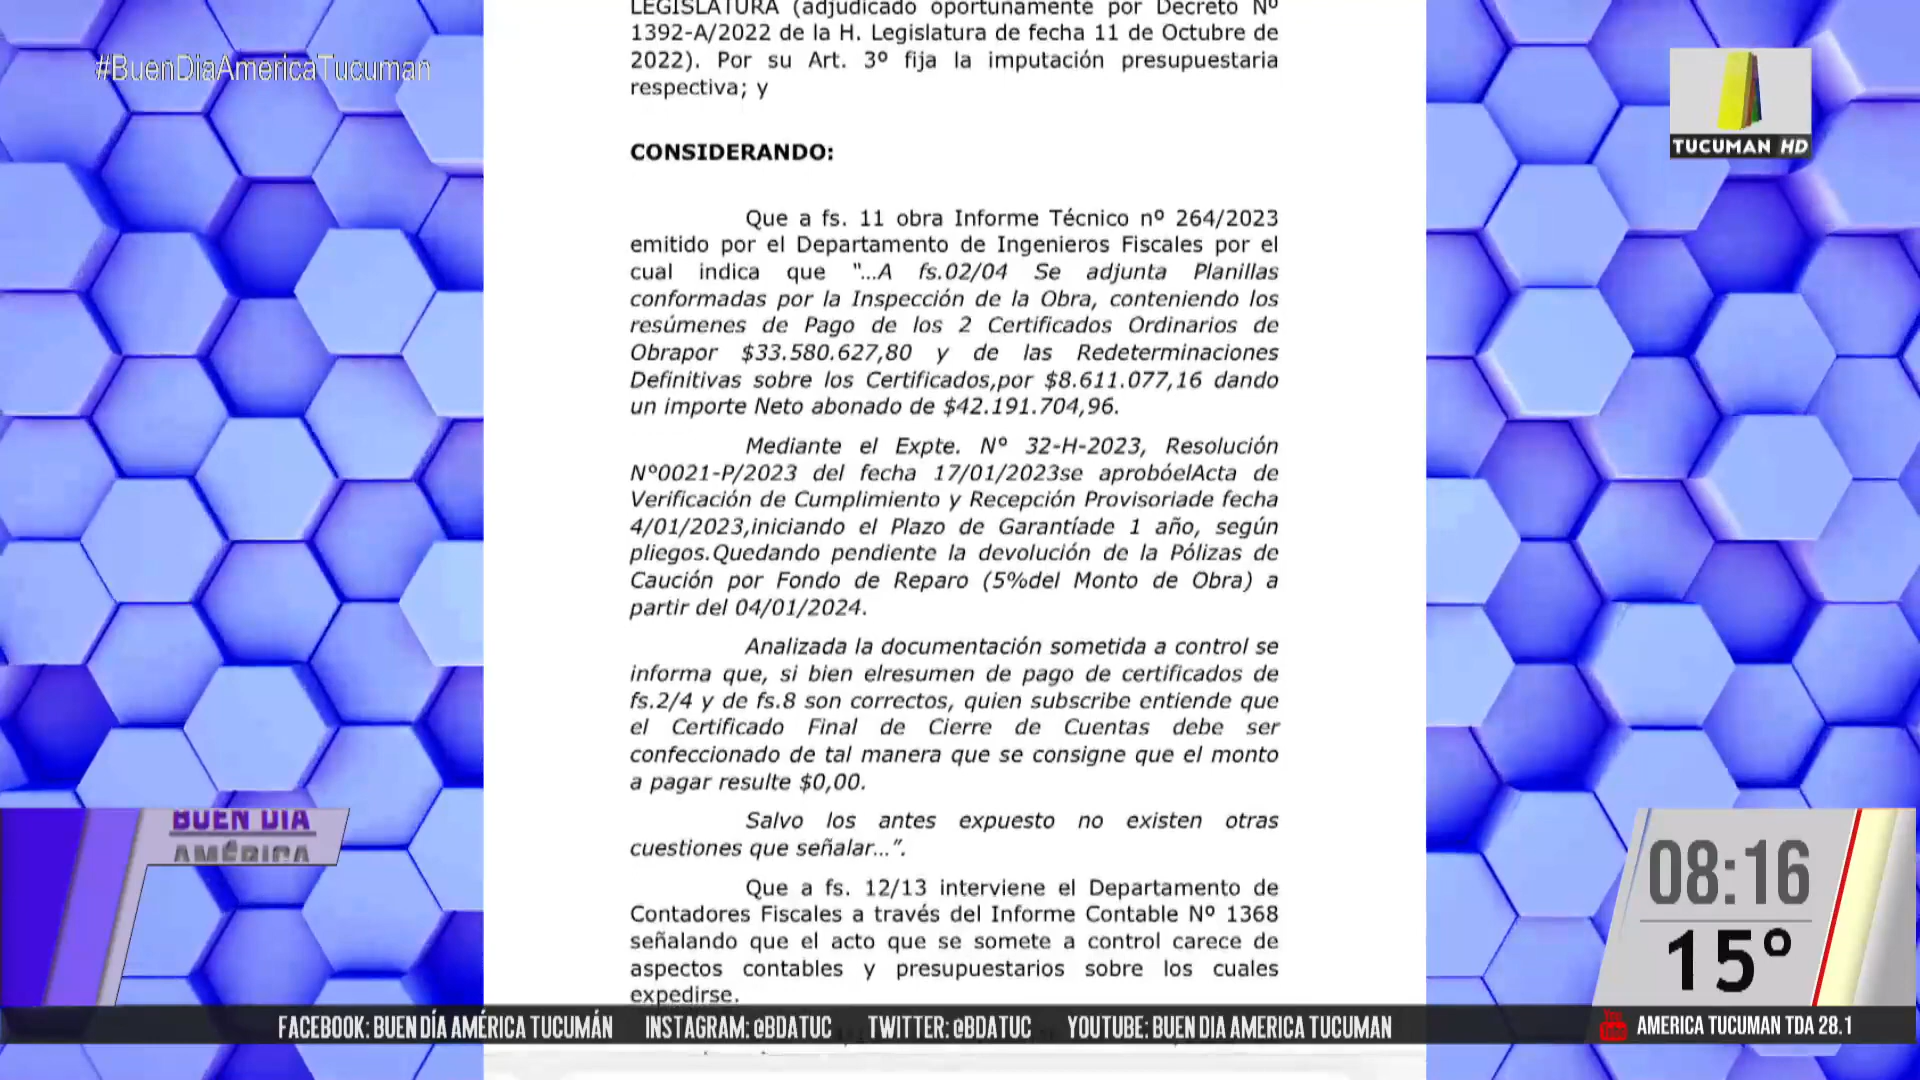 #BuenDiaAmericaTucuman
LEGISLATURA (adjudicado oportunamente por Decreto Nº
1392-A/2022 de la H. Legislatura de fecha 11 de Octubre de
2022). Por su Art. 3º fija la imputación presupuestaria
respectiva; y
CONSIDERANDO:
Que a fs. 11 obra Informe Técnico nº 264/2023
emitido por el Departamento de Ingenieros Fiscales por el
cual indica que “...A fs.02/04 Se adjunta Planillas
conformadas por la Inspección de la Obra, conteniendo los
resúmenes de Pago de los 2 Certificados Ordinarios de
Obrapor $33.580.627,80 y de las Redeterminaciones
Definitivas sobre los Certificados,por $8.611.077,16 dando
un importe Neto abonado de $42.191.704,96.
Mediante el Expte. N° 32-H-2023, Resolución
N°0021-P/2023 del fecha 17/01/2023se aprobóelActa de
Verificación de Cumplimiento y Recepción Provisoriade fecha
4/01/2023,iniciando el Plazo de Garantíade 1 año, según
pliegos.Quedando pendiente la devolución de la Pólizas de
Caución por Fondo de Reparo (5%del Monto de Obra) a
partir del 04/01/2024.
Analizada la documentación sometida a control se
informa que, si bien elresumen de pago de certificados de
fs.2/4 y de fs.8 son correctos, quien subscribe entiende que
el Certificado Final de Cierre de Cuentas debe ser
confeccionado de tal manera que se consigne que el monto
a pagar resulte $0,00.
Salvo los antes expuesto no existen otras
cuestiones que señalar...”.
Que a fs. 12/13 interviene el Departamento de
Contadores Fiscales a través del Informe Contable Nº 1368
señalando que el acto que se somete a control carece de
aspectos contables y presupuestarios sobre los cuales
expedirse.
TUCUMAN HD
BUEN DIA
AMÉRICA
08:16
15°
FACEBOOK: BUEN DÍA AMÉRICA TUCUMÁN INSTAGRAM: @BDATUC TWITTER: @BDATUC YOUTUBE: BUEN DIA AMERICA TUCUMAN
You Tube AMERICA TUCUMAN TDA 28.1